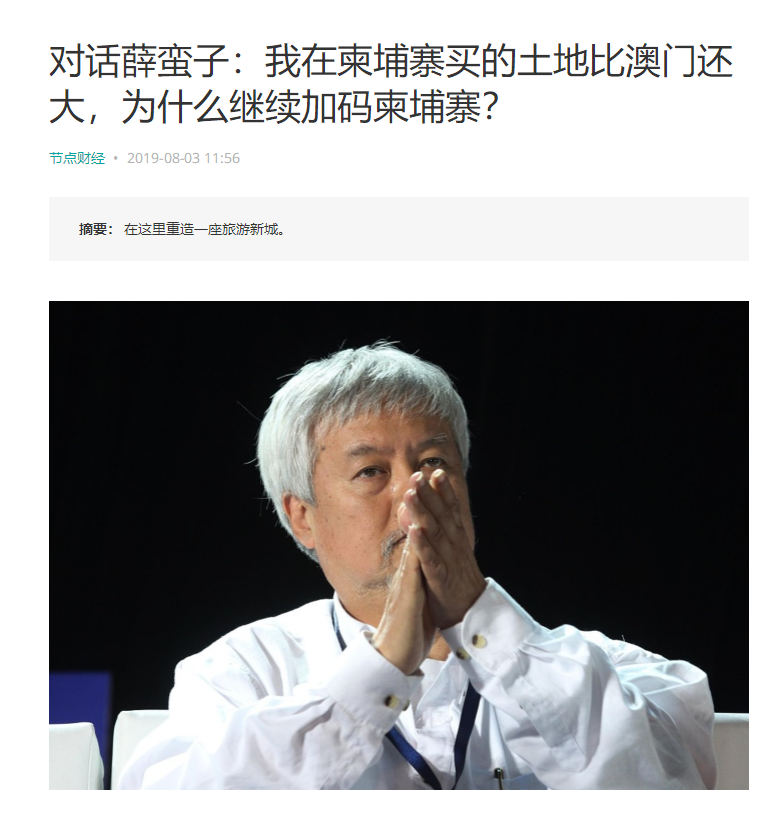 对话薛蛮子：我在柬埔寨买的土地比澳门还
大，为什么继续加码柬埔寨？
节点财经 • 2019-08-03 11:56
摘要： 在这里重造一座旅游新城。